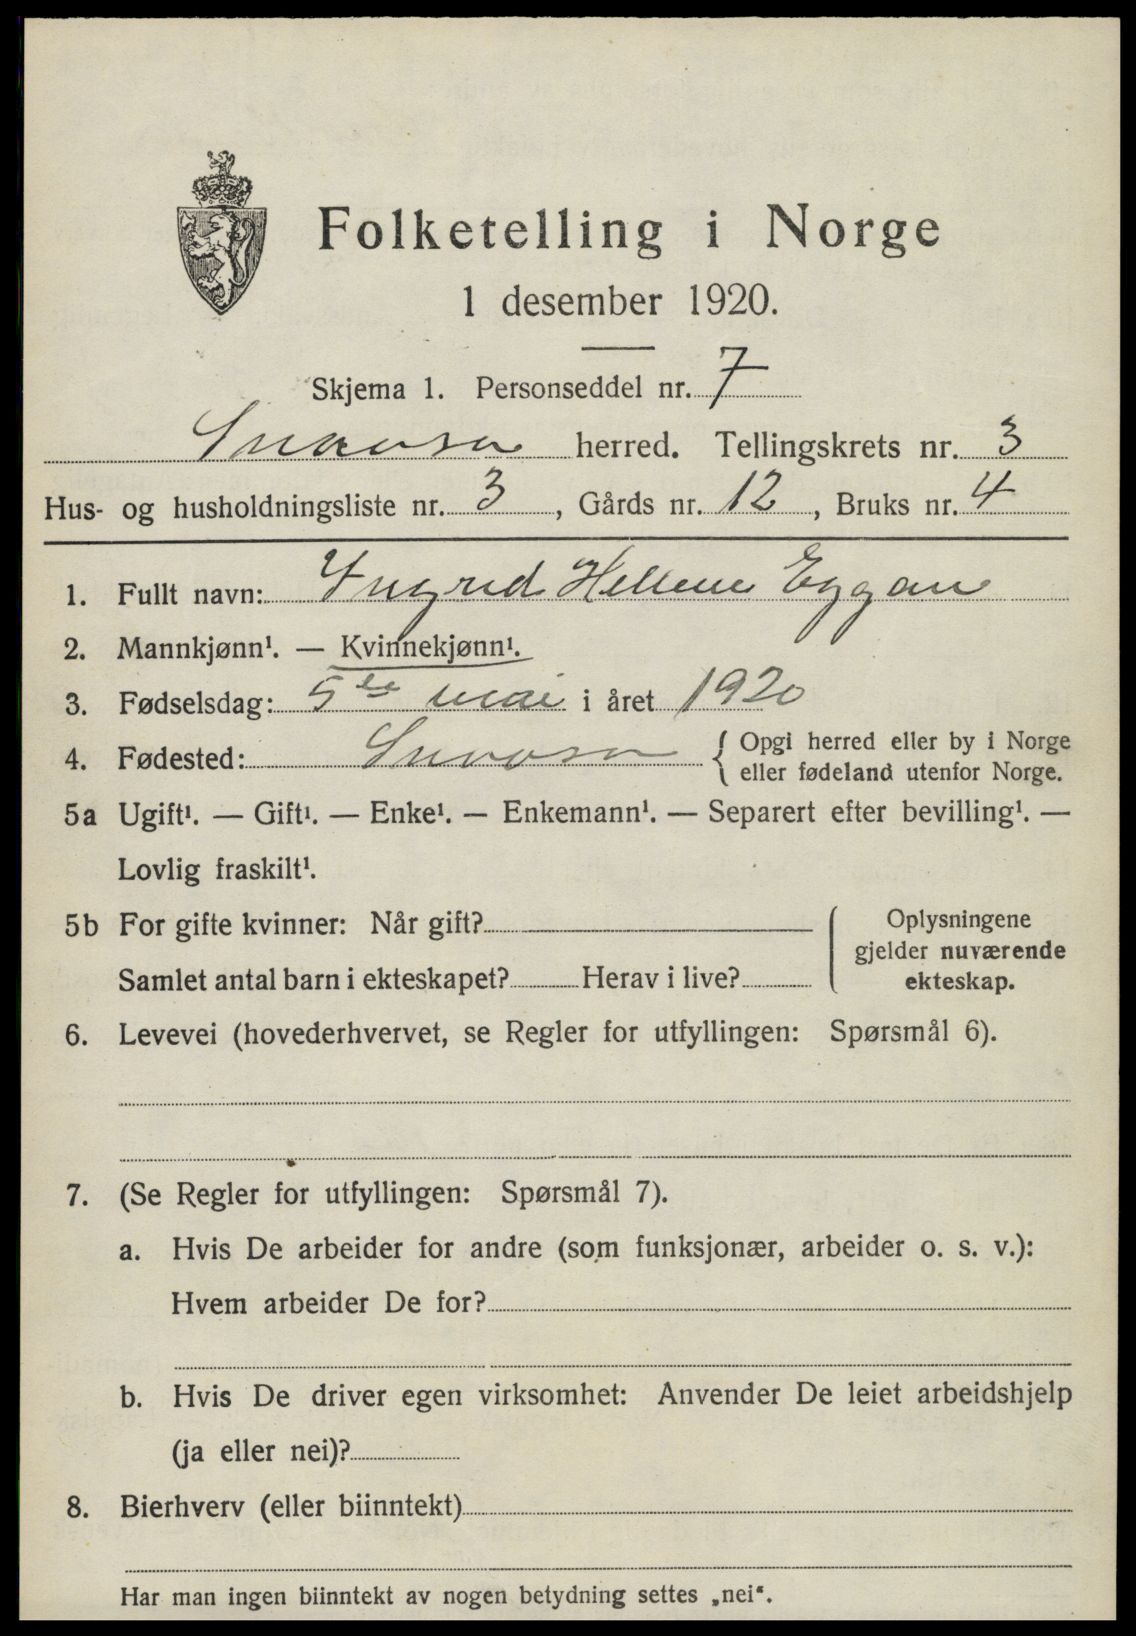 Folketelling i Norge
1 desember 1920.
Skjema 1. Personseddel nr. 7
Snaasa herred. Tellingskrets nr. 3
Hus- og husholdningsliste nr. 3, Gårds nr. 12, Bruks nr. 4
1. Fullt navn: Ingrid Hellene Eggan
2. Mannkjønn¹. — Kvinnekjønn¹.
3. Fødselsdag: 5te mai i året 1920
4. Fødested: Snaasa { Opgi herred eller by i Norge
eller fødeland utenfor Norge.
5a Ugift¹. — Gift¹. — Enke¹. — Enkemann¹. — Separert efter bevilling¹. —
Lovlig fraskilt¹.
5b For gifte kvinner: Når gift?
Samlet antal barn i ekteskapet? Herav i live?
Oplysningene
gjelder nuværende
ekteskap.
6. Levevei (hovederhvervet, se Regler for utfyllingen: Spørsmål 6).
7. (Se Regler for utfyllingen: Spørsmål 7).
a. Hvis De arbeider for andre (som funksjonær, arbeider o. s. v.):
Hvem arbeider De for?
b. Hvis De driver egen virksomhet: Anvender De leiet arbeidshjelp
(ja eller nei)?
8. Bierhverv (eller biinntekt)
Har man ingen biinntekt av nogen betydning settes „nei“.